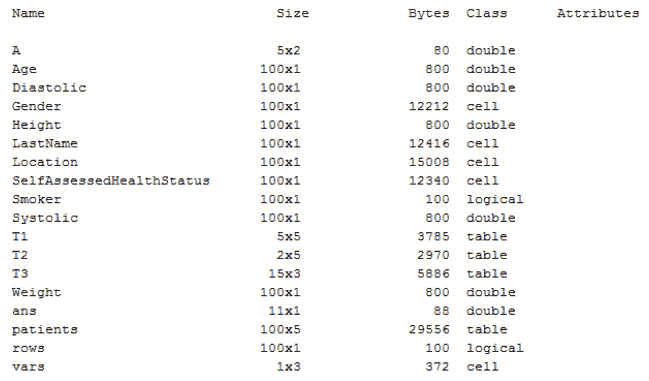 Name Size Bytes Class Attributes
A 5x2 80 double
Age 100x1 800 double
Diastolic 100x1 800 double
Gender 100x1 12212 cell
Height 100x1 800 double
LastName 100x1 12416 cell
Location 100x1 15008 cell
SelfAssessedHealthStatus 100x1 12340 cell
Smoker 100x1 100 logical
Systolic 100x1 800 double
T1 5x5 3785 table
T2 2x5 2970 table
T3 15x3 5886 table
Weight 100x1 800 double
ans 11x1 88 double
patients 100x5 29556 table
rows 100x1 100 logical
vars 1x3 372 cell